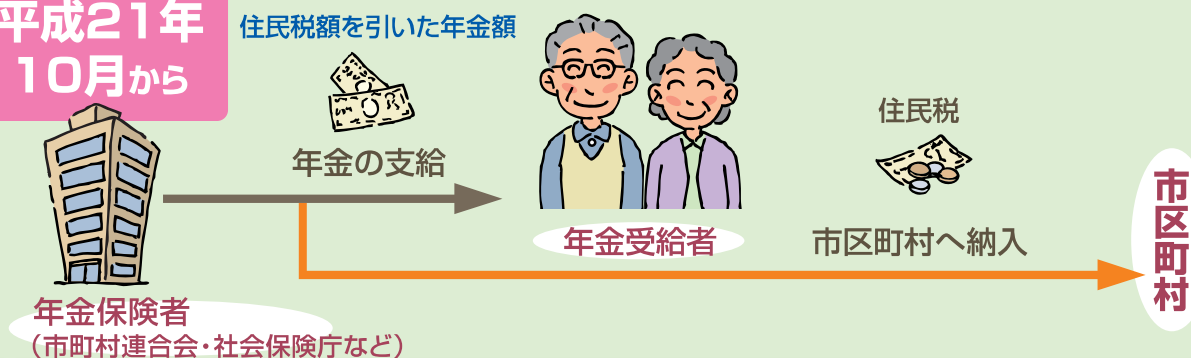 平成21年
10月から
住民税額を引いた年金額
年金の支給
住民税
年金受給者
市区町村へ納入
市区町村
年金保険者
（市町村連合会・社会保険庁など）